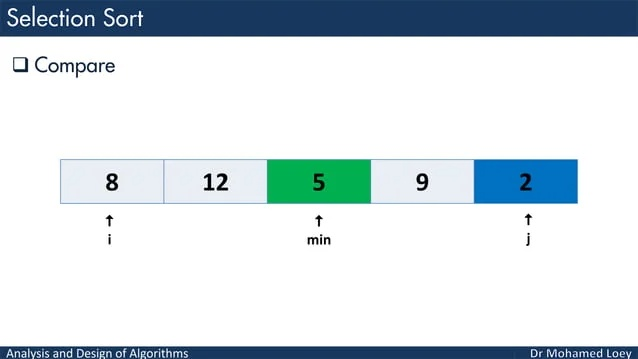 Selection Sort
Compare
8 12 5 9 2
i min j
Analysis and Design of Algorithms Dr Mohamed Loey